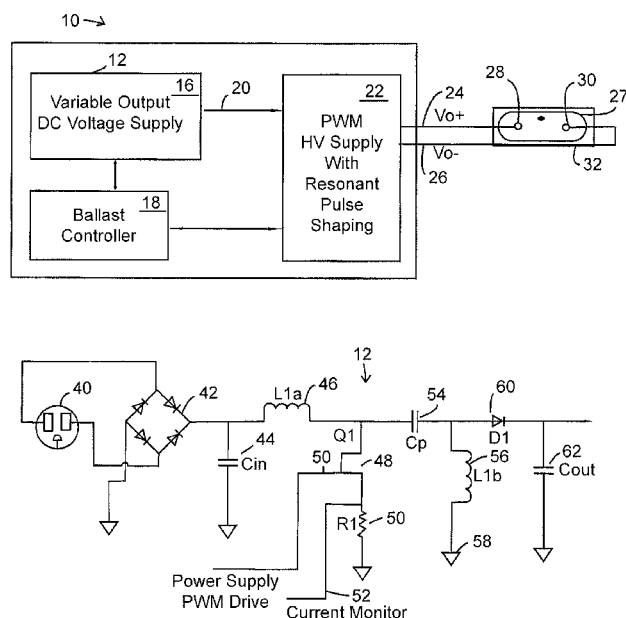 10
12
Variable Output
DC Voltage Supply
16
20
Ballast
Controller
18
22
PWM
HV Supply
With
Resonant
Pulse
Shaping
24
Vo+
Vo-
26
28
30
27
32
40
42
44
Cin
L1a
46
12
Q1
48
50
R1
50
52
Power Supply
PWM Drive
Current Monitor
54
Cp
60
D1
56
L1b
58
62
Cout